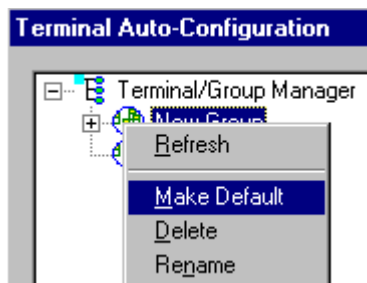 Terminal Auto-Configuration
Terminal/Group Manager
New Group
Refresh
Make Default
Delete
Rename